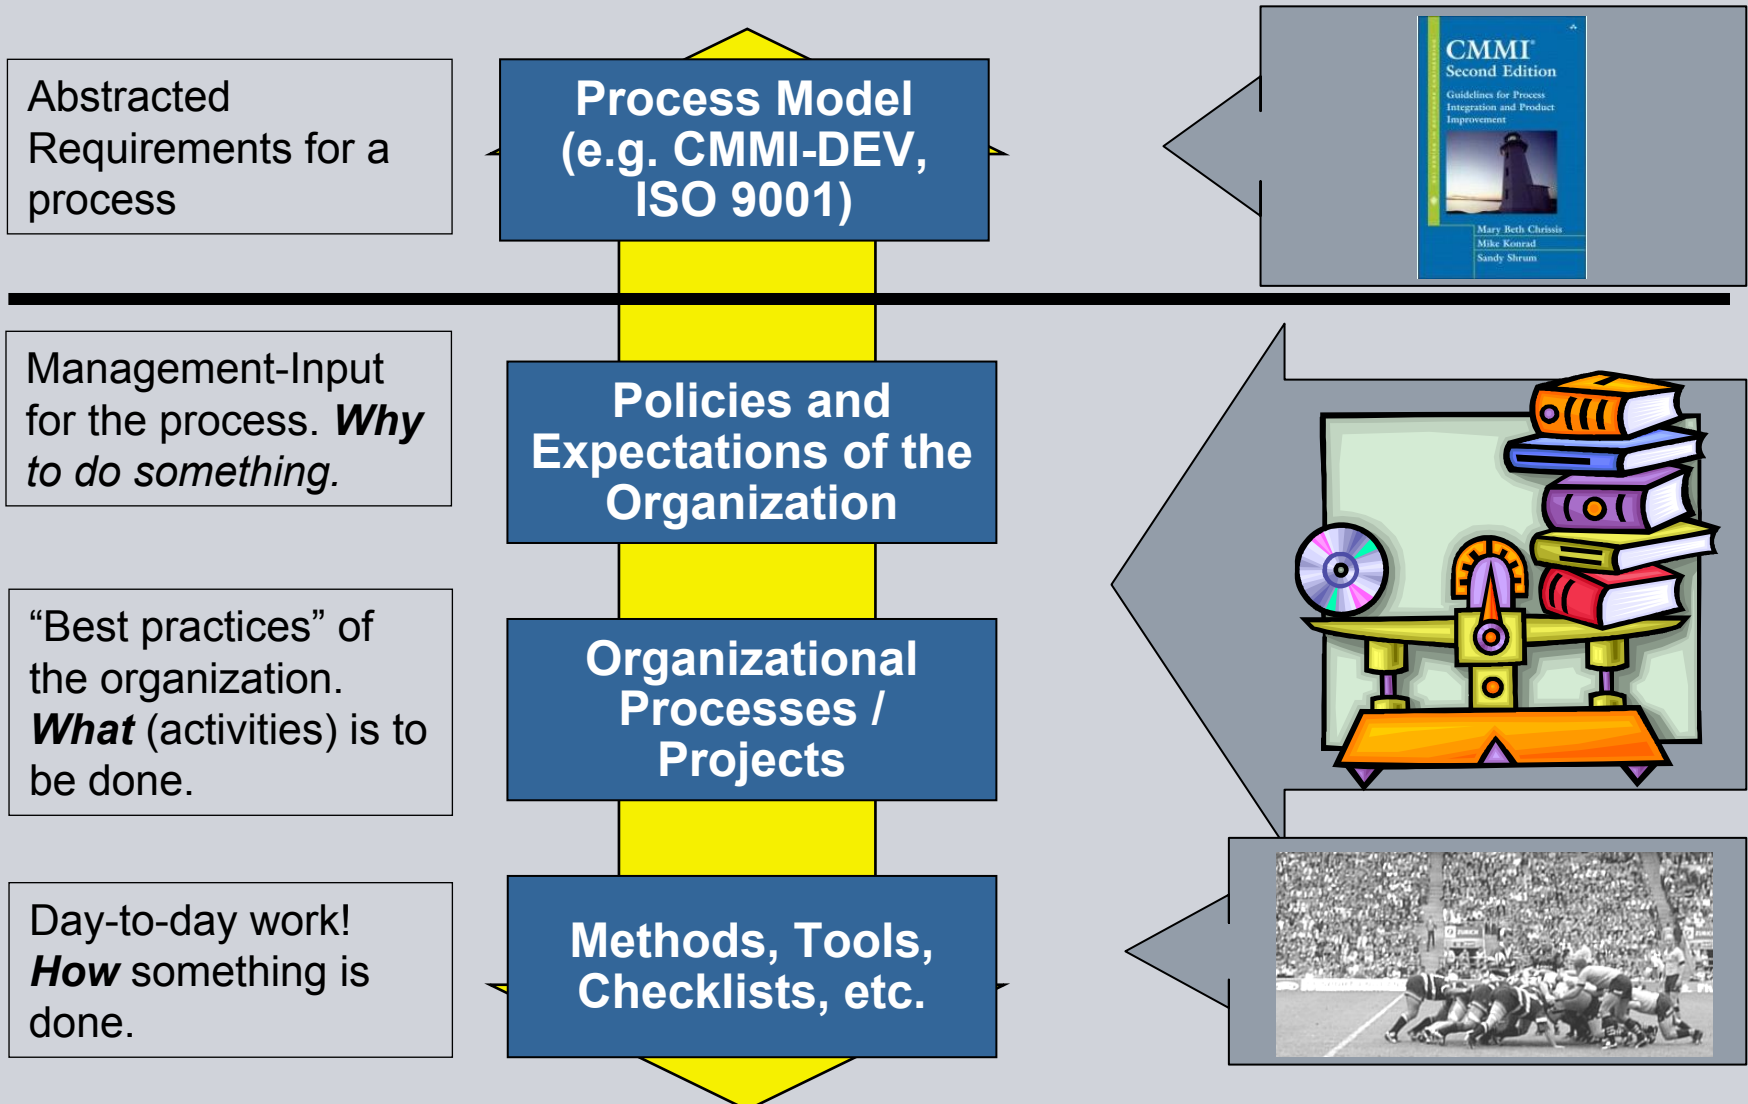 Abstracted
Requirements for a
process
Process Model
(e.g. CMMI-DEV,
ISO 9001)
CMMI®
Second Edition
Guidelines for Process
Integration and Product
Improvement
Mary Beth Chrissis
Mike Konrad
Sandy Shrum
Management-Input
for the process. Why
to do something.
Policies and
Expectations of the
Organization
“Best practices” of
the organization.
What (activities) is to
be done.
Organizational
Processes /
Projects
Day-to-day work!
How something is
done.
Methods, Tools,
Checklists, etc.
ZURICH